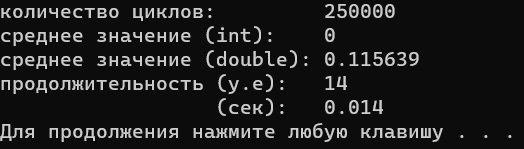 количество циклов: 250000
среднее значение (int): 0
среднее значение (double): 0.115639
продолжительность (у.е): 14
(сек): 0.014
Для продолжения нажмите любую клавишу . . .